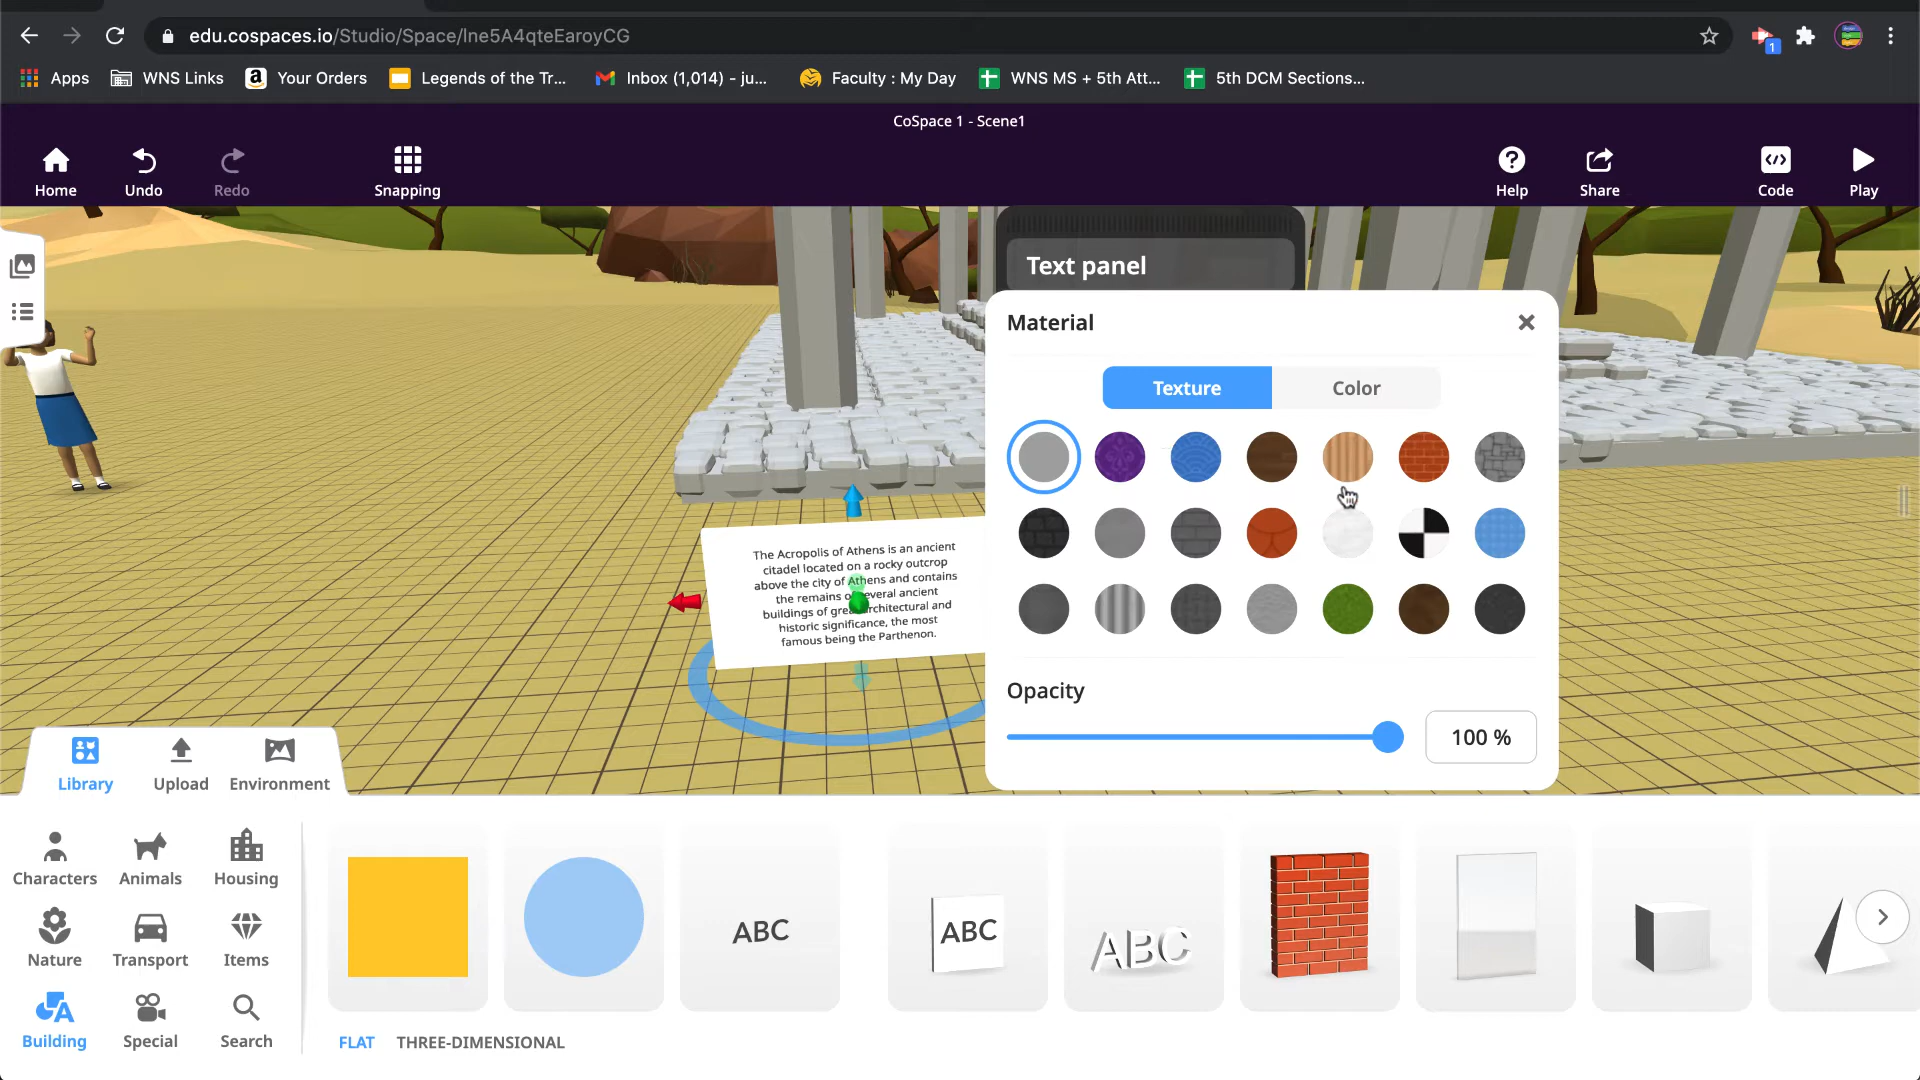 edu.cospaces.io/Studio/Space/lne5A4qteEaroyCG
1
Apps
WNS Links
Your Orders
Legends of the Tr...
Inbox (1,014) - ju...
Faculty : My Day
WNS MS + 5th Att...
5th DCM Sections...
CoSpace 1 - Scene1
Home
Undo
Redo
Snapping
Help
Share
Code
Play
Text panel
Material
Texture
Color
The Acropolis of Athens is an ancient
citadel located on a rocky outcrop
above the city of Athens and contains
the remains of several ancient
buildings of great architectural and
historic significance, the most
famous being the Parthenon.
Opacity
100 %
Library
Upload
Environment
Characters
Animals
Housing
Nature
Transport
Items
Building
Special
Search
ABC
ABC
ABC
FLAT
THREE-DIMENSIONAL